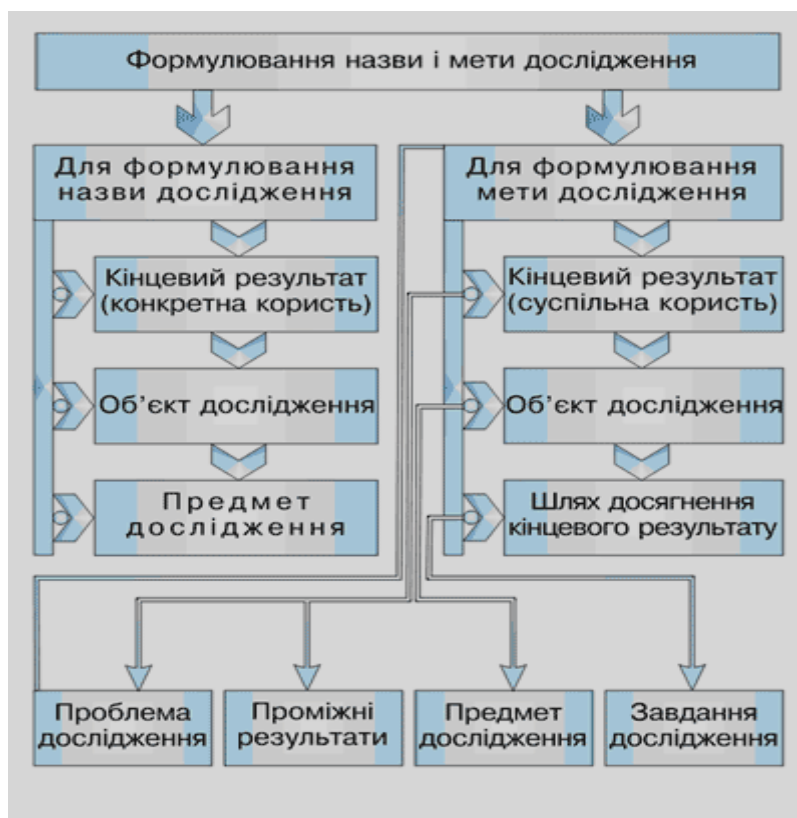 Формулювання назви і мети дослідження
Для формулювання
назви дослідження
Кінцевий результат
(конкретна користь)
Об'єкт дослідження
Предмет
дослідження
Для формулювання
мети дослідження
Кінцевий результат
(суспільна користь)
Об'єкт дослідження
Шлях досягнення
кінцевого результату
Проблема
дослідження
Проміжні
результати
Предмет
дослідження
Завдання
дослідження